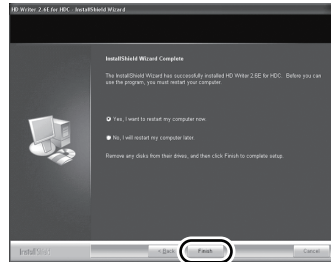 HD Writer 2.6E for HDC - InstallShield Wizard
InstallShield Wizard Complete
The InstallShield Wizard has successfully installed HD Writer 2.6E for HDC. Before you can
use the program, you must restart your computer.
Yes, I want to restart my computer now.
No, I will restart my computer later.
Remove any disks from their drives, and then click Finish to complete setup.
InstallShield
< Back
Finish
Cancel